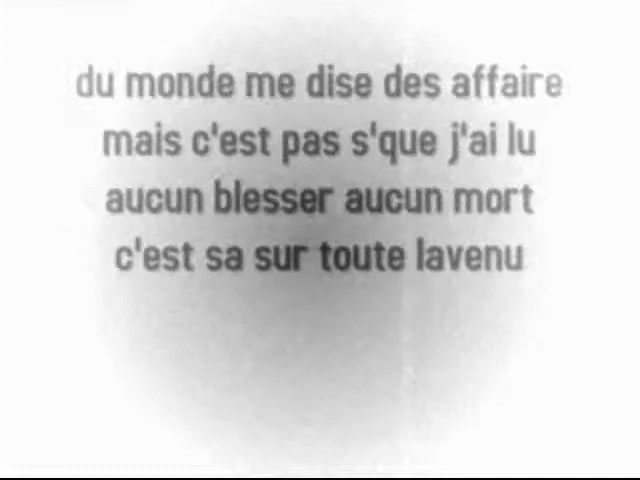 du monde me dise des affaire
mais c'est pas s'que j'ai lu
aucun blesser aucun mort
c'est sa sur toute lavenu